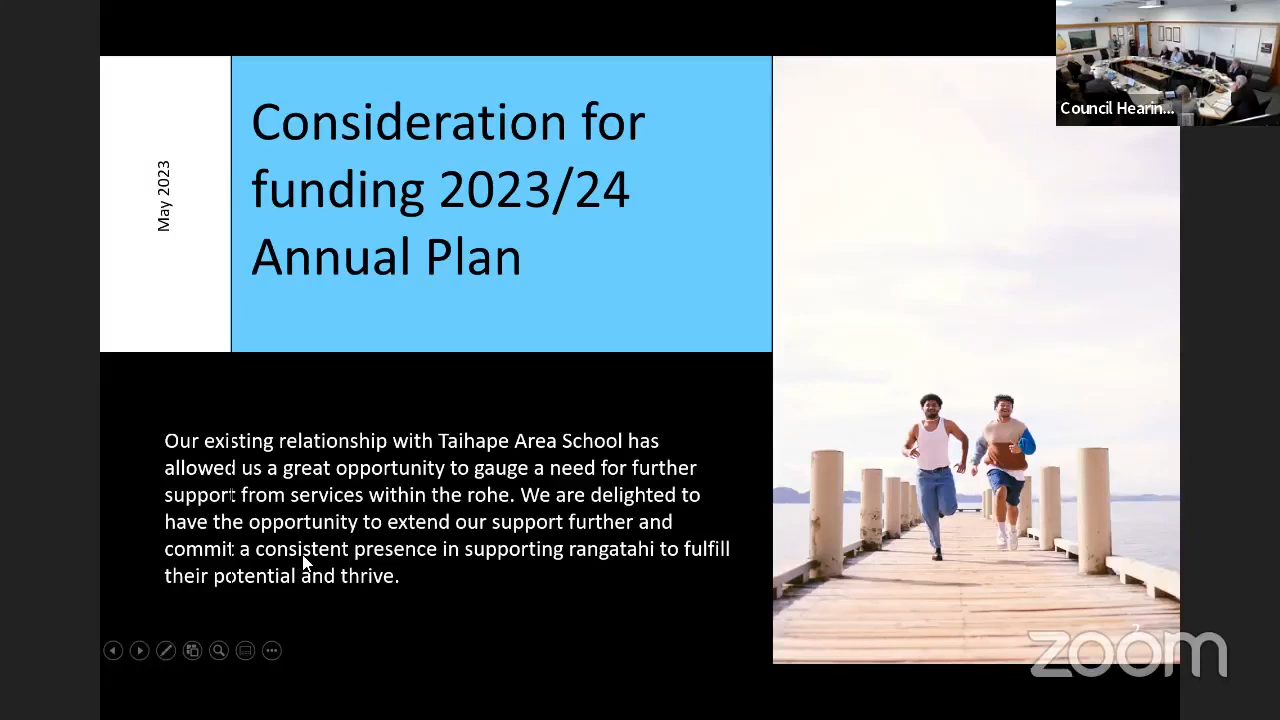 Council Hearin...
May 2023
Consideration for
funding 2023/24
Annual Plan
Our existing relationship with Taihape Area School has
allowed us a great opportunity to gauge a need for further
support from services within the rohe. We are delighted to
have the opportunity to extend our support further and
commit a consistent presence in supporting rangatahi to fulfill
their potential and thrive.
2
zoom